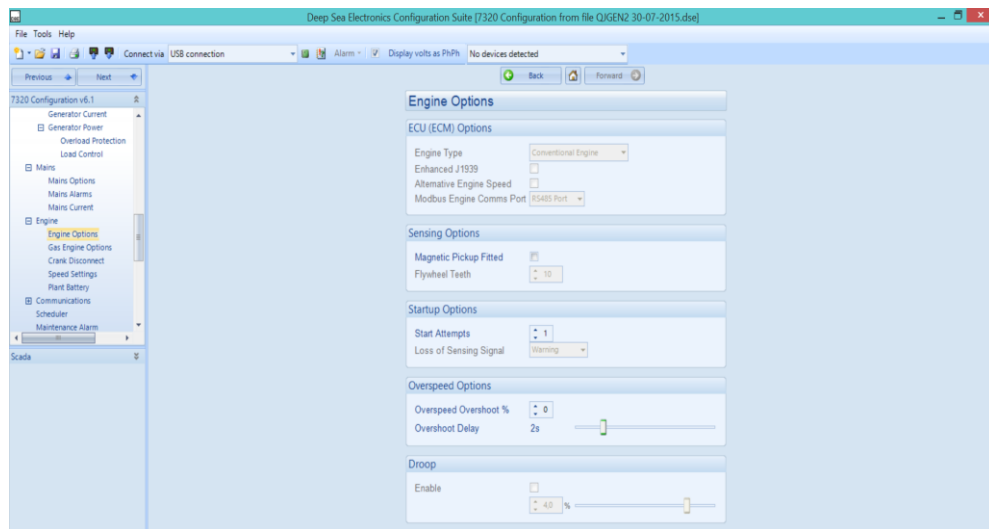 Deep Sea Electronics Configuration Suite [7320 Configuration from file QJGEN2 30-07-2015.dse]
File Tools Help
Connect via USB connection Alarm Display volts as PhPh No devices detected
Previous Next
Back Forward
7320 Configuration v6.1
Generator Current
Generator Power
Overload Protection
Load Control
Mains
Mains Options
Mains Alarms
Mains Current
Engine
Engine Options
Gas Engine Options
Crank Disconnect
Speed Settings
Plant Battery
Communications
Scheduler
Maintenance Alarm
Scada
Engine Options
ECU (ECM) Options
Engine Type Conventional Engine
Enhanced J1939
Alternative Engine Speed
Modbus Engine Comms Port RS485 Port
Sensing Options
Magnetic Pickup Fitted
Flywheel Teeth 10
Startup Options
Start Attempts 1
Loss of Sensing Signal Warning
Overspeed Options
Overspeed Overshoot % 0
Overshoot Delay 2s
Droop
Enable
4,0 %